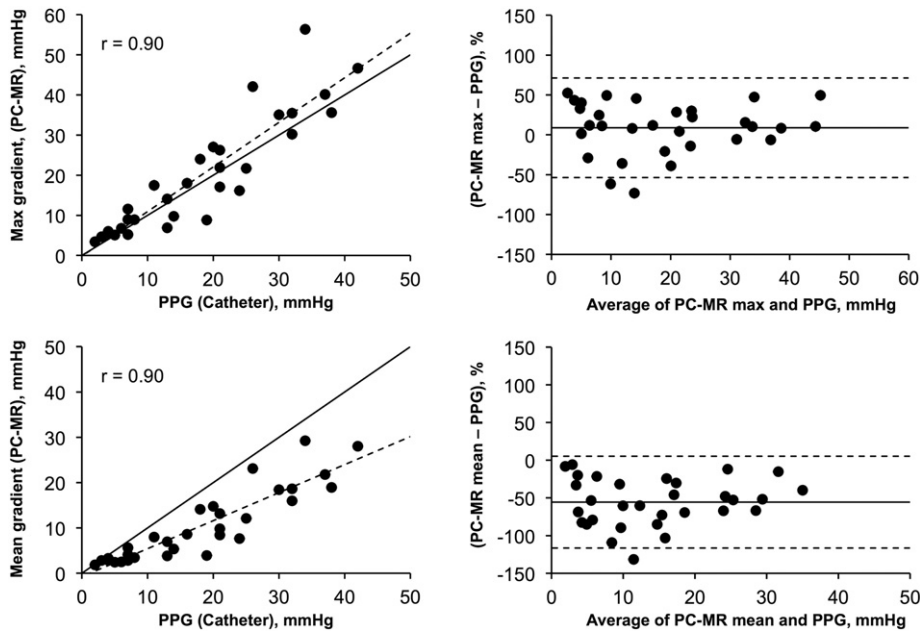 Max gradient, (PC-MR), mmHg
60
50
40
30
20
10
0
r = 0.90
0 10 20 30 40 50
PPG (Catheter), mmHg
(PC-MR max – PPG), %
150
100
50
0
-50
-100
-150
0 10 20 30 40 50 60
Average of PC-MR max and PPG, mmHg
Mean gradient (PC-MR), mmHg
50
40
30
20
10
0
r = 0.90
0 10 20 30 40 50
PPG (Catheter), mmHg
(PC-MR mean – PPG), %
150
100
50
0
-50
-100
-150
0 10 20 30 40 50
Average of PC-MR mean and PPG, mmHg